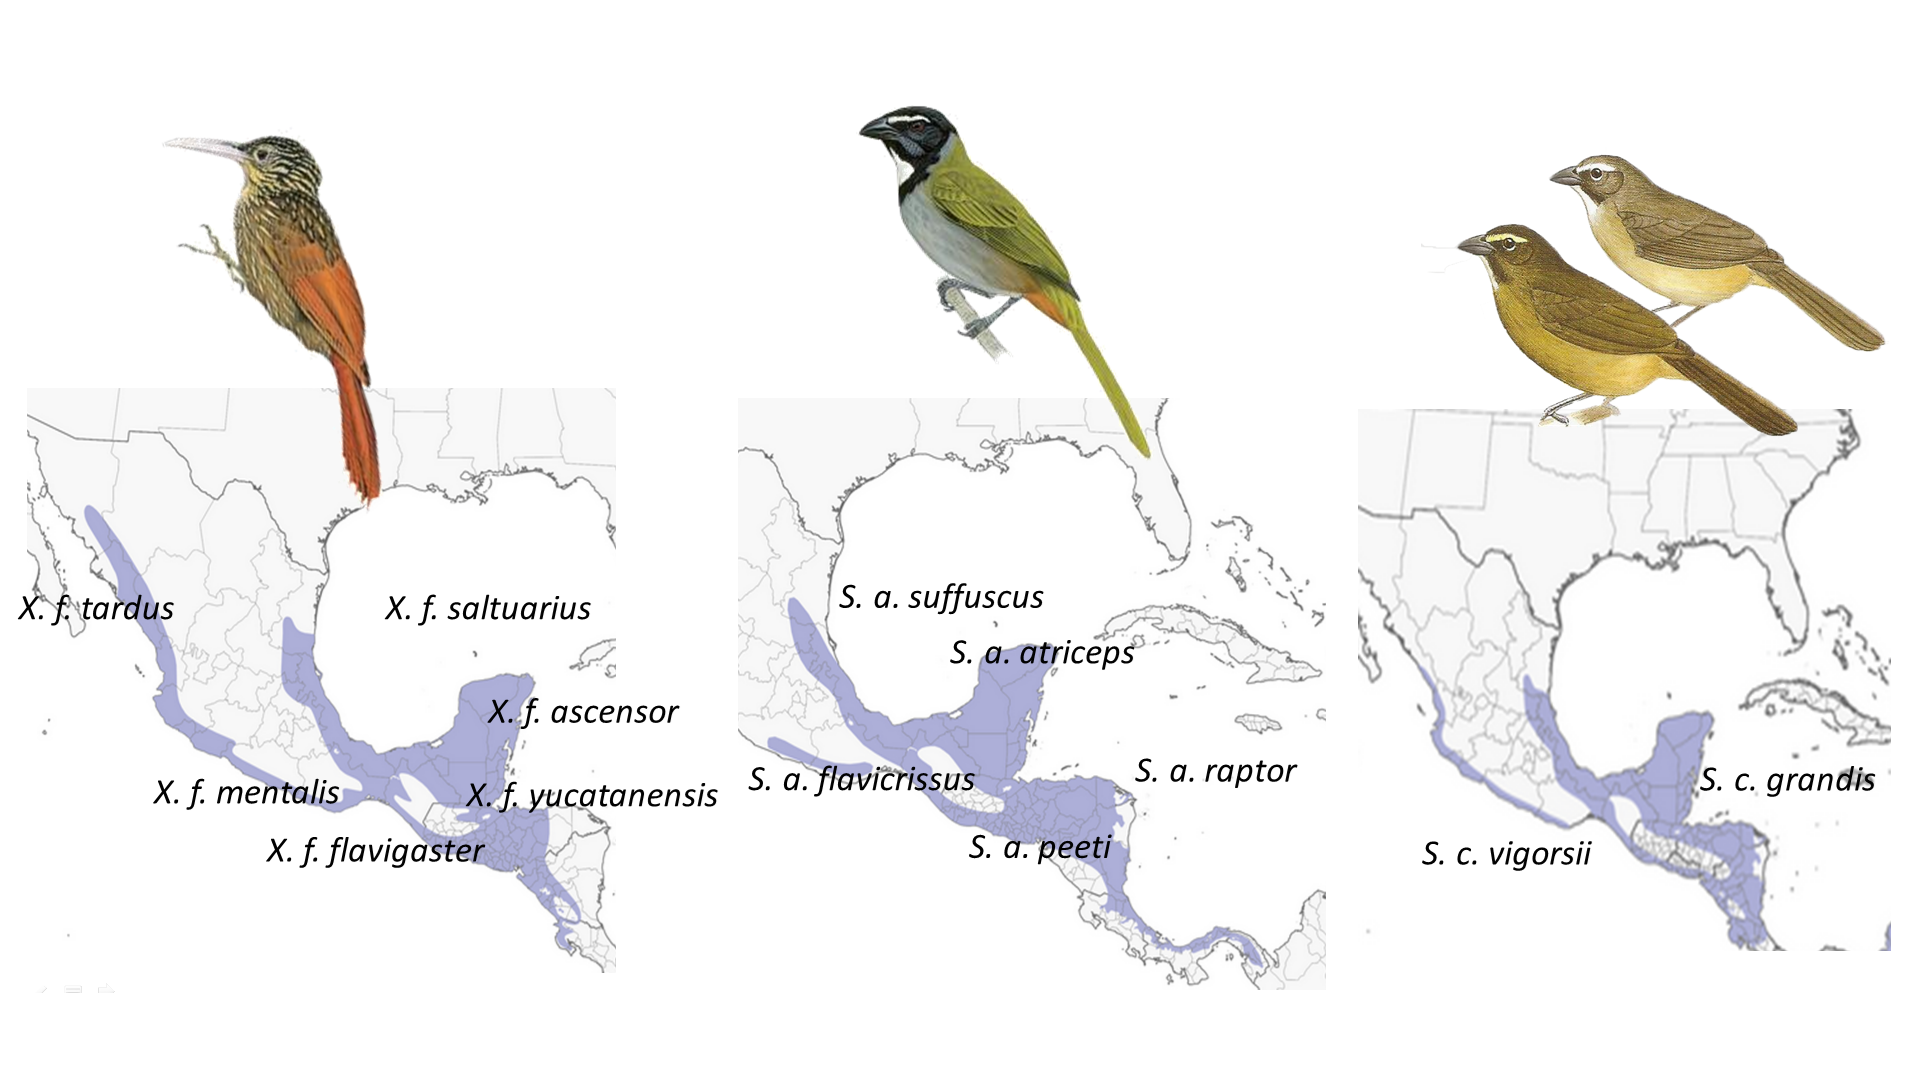 X. f. tardus
X. f. saltuarius
X. f. ascensor
X. f. mentalis
X. f. yucatanensis
X. f. flavigaster
S. a. suffuscus
S. a. atriceps
S. a. flavicrissus
S. a. raptor
S. a. peeti
S. c. grandis
S. c. vigorsii